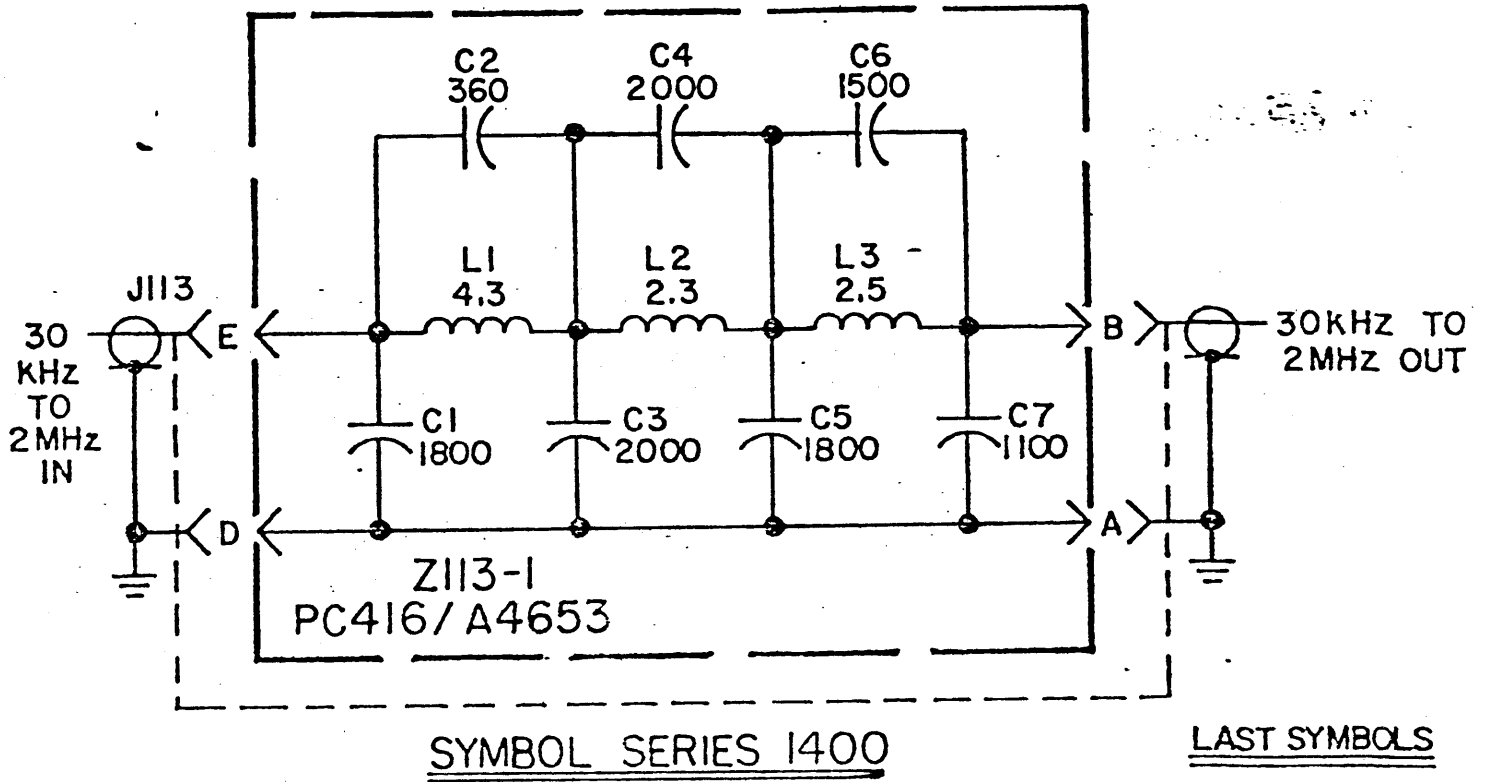 C2
360
C4
2000
C6
1500
J113
L1
4.3
L2
2.3
L3
2.5
30
KHz
TO
2MHz
IN
E
B
30KHz TO
2MHz OUT
C1
1800
C3
2000
C5
1800
C7
1100
D
A
Z113-1
PC416/A4653
SYMBOL SERIES 1400
LAST SYMBOLS